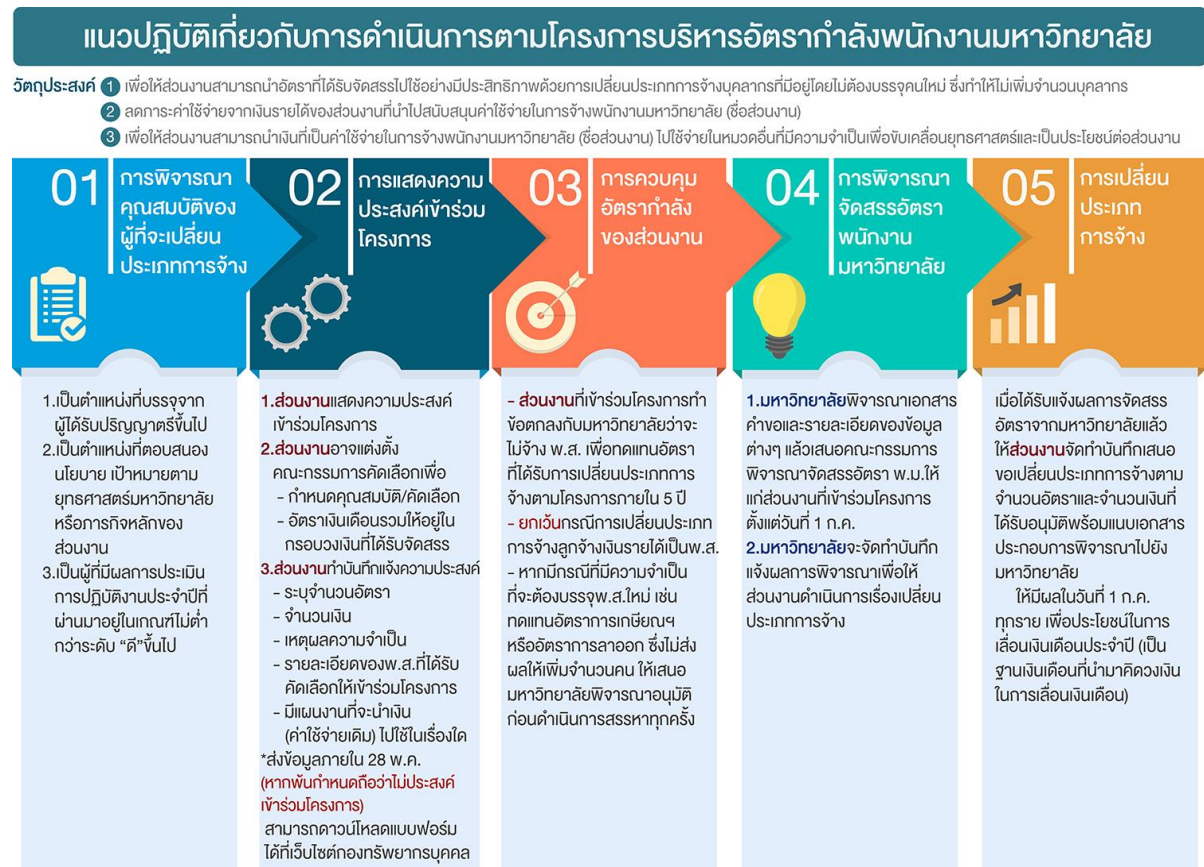 แนวปฏิบัติเกี่ยวกับการดำเนินการตามโครงการบริหารอัตรากำลังพนักงานมหาวิทยาลัย
วัตถุประสงค์ 1 เพื่อให้ส่วนงานสามารถนำอัตราที่ได้รับจัดสรรไปใช้อย่างมีประสิทธิภาพด้วยการเปลี่ยนประเภทการจ้างบุคลากรที่มีอยู่โดยไม่ต้องบรรจุคนใหม่ ซึ่งทำให้ไม่เพิ่มจำนวนบุคลากร
2 ลดภาระค่าใช้จ่ายจากเงินรายได้ของส่วนงานที่นำไปสนับสนุนค่าใช้จ่ายในการจ้างพนักงานมหาวิทยาลัย (ชื่อส่วนงาน)
3 เพื่อให้ส่วนงานสามารถนำเงินที่เป็นค่าใช้จ่ายในการจ้างพนักงานมหาวิทยาลัย (ชื่อส่วนงาน) ไปใช้จ่ายในหมวดอื่นที่มีความจำเป็นเพื่อขับเคลื่อนยุทธศาสตร์และเป็นประโยชน์ต่อส่วนงาน
01
การพิจารณา
คุณสมบัติของ
ผู้ที่จะเปลี่ยน
ประเภทการจ้าง
1.เป็นตำแหน่งที่บรรจุจาก
ผู้ได้รับปริญญาตรีขึ้นไป
2.เป็นตำแหน่งที่ตอบสนอง
นโยบาย เป้าหมายตาม
ยุทธศาสตร์มหาวิทยาลัย
หรือภารกิจหลักของ
ส่วนงาน
3.เป็นผู้ที่มีผลการประเมิน
การปฏิบัติงานประจำปีที่
ผ่านมาอยู่ในเกณฑ์ไม่ต่ำ
กว่าระดับ “ดี”ขึ้นไป
02
การแสดงความ
ประสงค์เข้าร่วม
โครงการ
1.ส่วนงานแสดงความประสงค์
เข้าร่วมโครงการ
2.ส่วนงานอาจแต่งตั้ง
คณะกรรมการคัดเลือกเพื่อ
- กำหนดคุณสมบัติ/คัดเลือก
- อัตราเงินเดือนรวมให้อยู่ใน
กรอบวงเงินที่ได้รับจัดสรร
3.ส่วนงานทำบันทึกแจ้งความประสงค์
- ระบุจำนวนอัตรา
- จำนวนเงิน
- เหตุผลความจำเป็น
- รายละเอียดของพ.ส.ที่ได้รับ
คัดเลือกให้เข้าร่วมโครงการ
- มีแผนงานที่จะนำเงิน
(ค่าใช้จ่ายเดิม) ไปใช้ในเรื่องใด
*ส่งข้อมูลภายใน 28 พ.ค.
(หากพ้นกำหนดถือว่าไม่ประสงค์
เข้าร่วมโครงการ)
สามารถดาวน์โหลดแบบฟอร์ม
ได้ที่เว็บไซต์กองทรัพยากรบุคคล
03
การควบคุม
อัตรากำลัง
ของส่วนงาน
- ส่วนงานที่เข้าร่วมโครงการทำ
ข้อตกลงกับมหาวิทยาลัยว่าจะ
ไม่จ้าง พ.ส. เพื่อทดแทนอัตรา
ที่ได้รับการเปลี่ยนประเภทการ
จ้างตามโครงการภายใน 5 ปี
- ยกเว้นกรณีการเปลี่ยนประเภท
การจ้างลูกจ้างเงินรายได้เป็นพ.ส.
- หากมีกรณีที่มีความจำเป็น
ที่จะต้องบรรจุพ.ส.ใหม่ เช่น
ทดแทนอัตราการเกษียณฯ
หรืออัตราการลาออก ซึ่งไม่ส่ง
ผลให้เพิ่มจำนวนคน ให้เสนอ
มหาวิทยาลัยพิจารณาอนุมัติ
ก่อนดำเนินการสรรหาทุกครั้ง
04
การพิจารณา
จัดสรรอัตรา
พนักงาน
มหาวิทยาลัย
1.มหาวิทยาลัยพิจารณาเอกสาร
คำขอและรายละเอียดของข้อมูล
ต่างๆ แล้วเสนอคณะกรรมการ
พิจารณาจัดสรรอัตรา พ.ม.ให้
แก่ส่วนงานที่เข้าร่วมโครงการ
ตั้งแต่วันที่ 1 ก.ค.
2.มหาวิทยาลัยจะจัดทำบันทึก
แจ้งผลการพิจารณาเพื่อให้
ส่วนงานดำเนินการเรื่องเปลี่ยน
ประเภทการจ้าง
05
การเปลี่ยน
ประเภท
การจ้าง
เมื่อได้รับแจ้งผลการจัดสรร
อัตราจากมหาวิทยาลัยแล้ว
ให้ส่วนงานจัดทำบันทึกเสนอ
ขอเปลี่ยนประเภทการจ้างตาม
จำนวนอัตราและจำนวนเงินที่
ได้รับอนุมัติพร้อมแนบเอกสาร
ประกอบการพิจารณาไปยัง
มหาวิทยาลัย
ให้มีผลในวันที่ 1 ก.ค.
ทุกราย เพื่อประโยชน์ในการ
เลื่อนเงินเดือนประจำปี (เป็น
ฐานเงินเดือนที่นำมาคิดวงเงิน
ในการเลื่อนเงินเดือน)